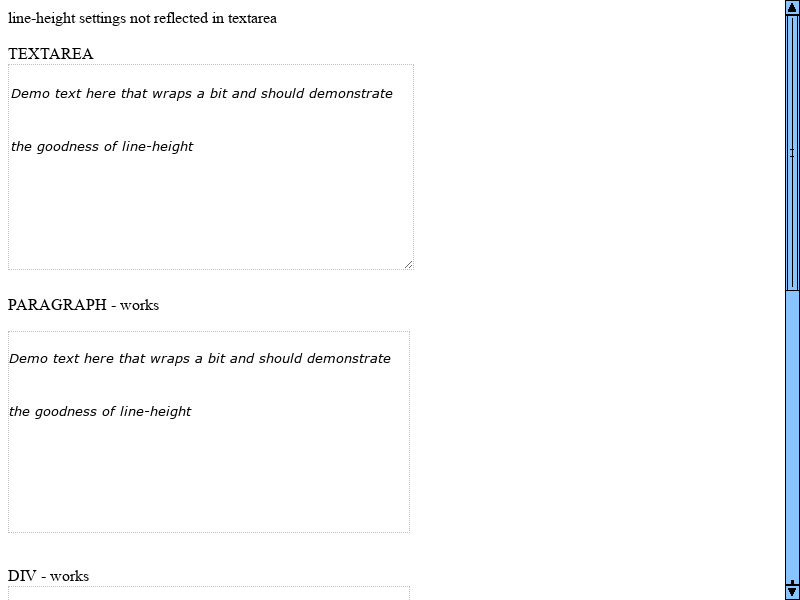 line-height settings not reflected in textarea
TEXTAREA
Demo text here that wraps a bit and should demonstrate
the goodness of line-height
PARAGRAPH - works
Demo text here that wraps a bit and should demonstrate
the goodness of line-height
DIV - works